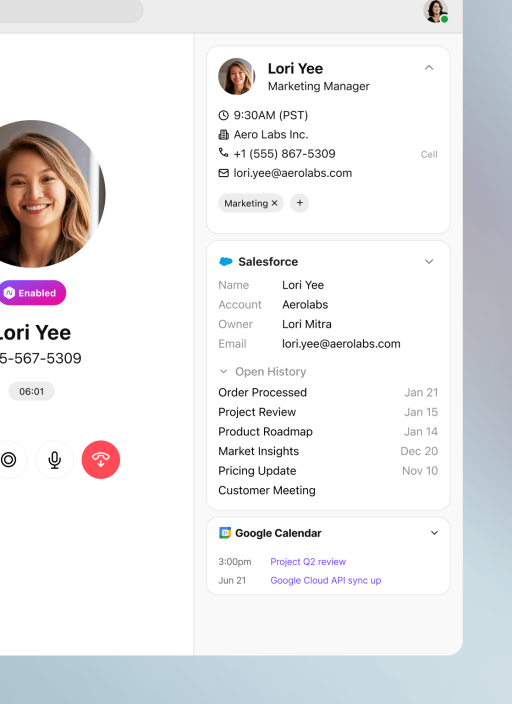 Lori Yee
Marketing Manager
9:30AM (PST)
Aero Labs Inc.
+1 (555) 867-5309 Cell
lori.yee@aerolabs.com
Marketing × +
Ai Enabled
Lori Yee
5-567-5309
06:01
Salesforce
Name Lori Yee
Account Aerolabs
Owner Lori Mitra
Email lori.yee@aerolabs.com
Open History
Order Processed Jan 21
Project Review Jan 15
Product Roadmap Jan 14
Market Insights Dec 20
Pricing Update Nov 10
Customer Meeting
Google Calendar
3:00pm Project Q2 review
Jun 21 Google Cloud API sync up